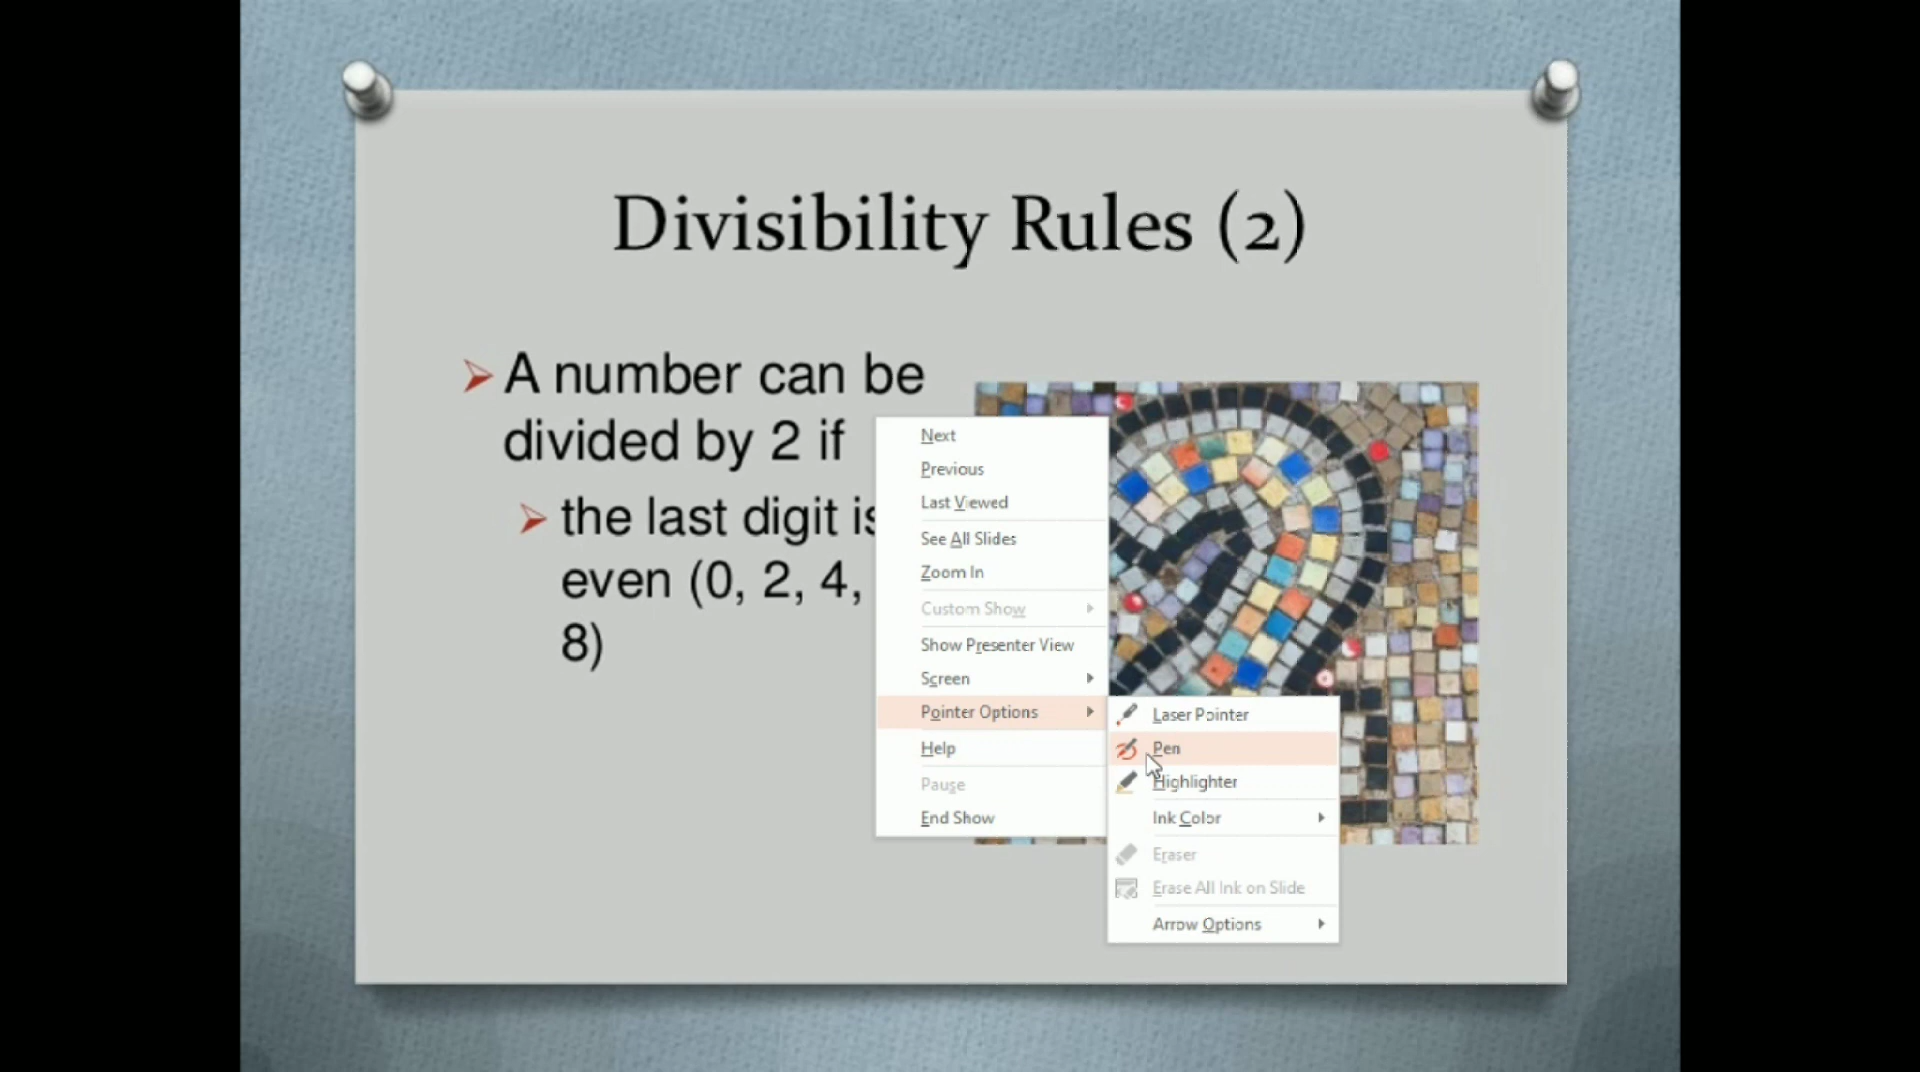 Divisibility Rules (2)
A number can be
divided by 2 if
the last digit is
even (0, 2, 4,
8)
Next
Previous
Last Viewed
See All Slides
Zoom In
Custom Show
Show Presenter View
Screen
Pointer Options
Help
Pause
End Show
Laser Pointer
Pen
Highlighter
Ink Color
Eraser
Erase All Ink on Slide
Arrow Options